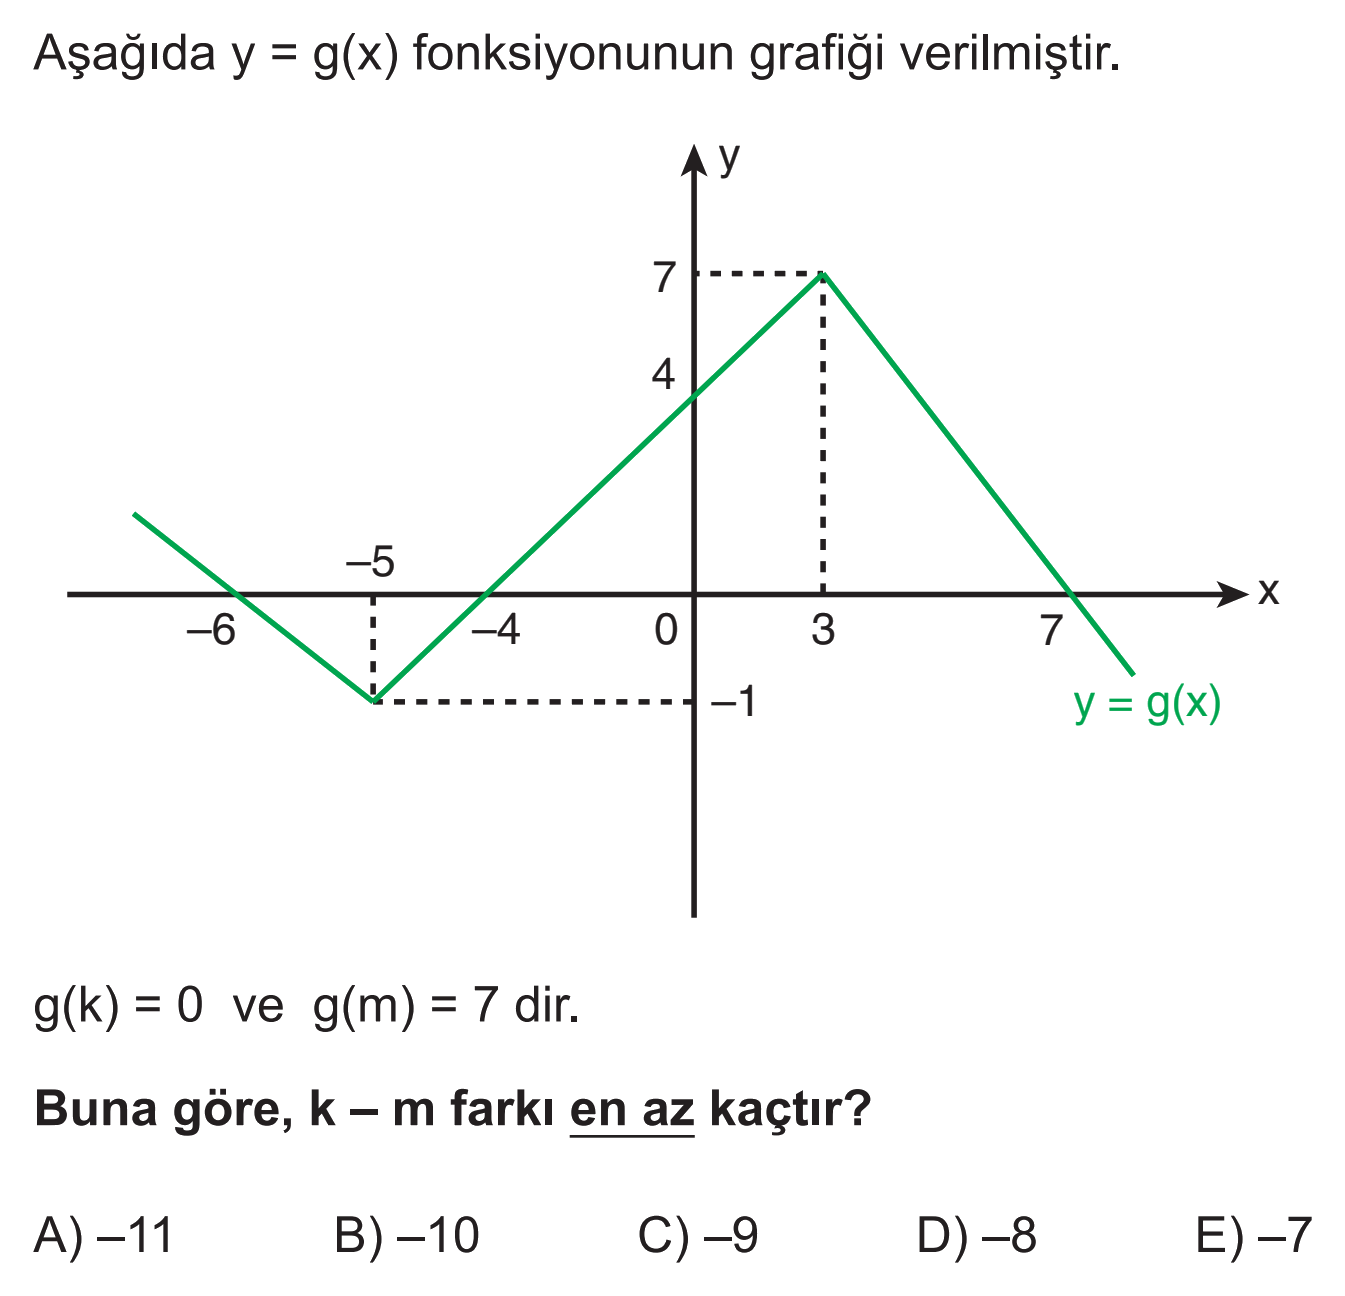 Aşağıda y = g(x) fonksiyonunun grafiği verilmiştir.
y
7
4
–5
x
–6
–4
0
3
7
–1
y = g(x)
g(k) = 0 ve g(m) = 7 dir.
Buna göre, k – m farkı en az kaçtır?
A) –11 B) –10 C) –9 D) –8 E) –7